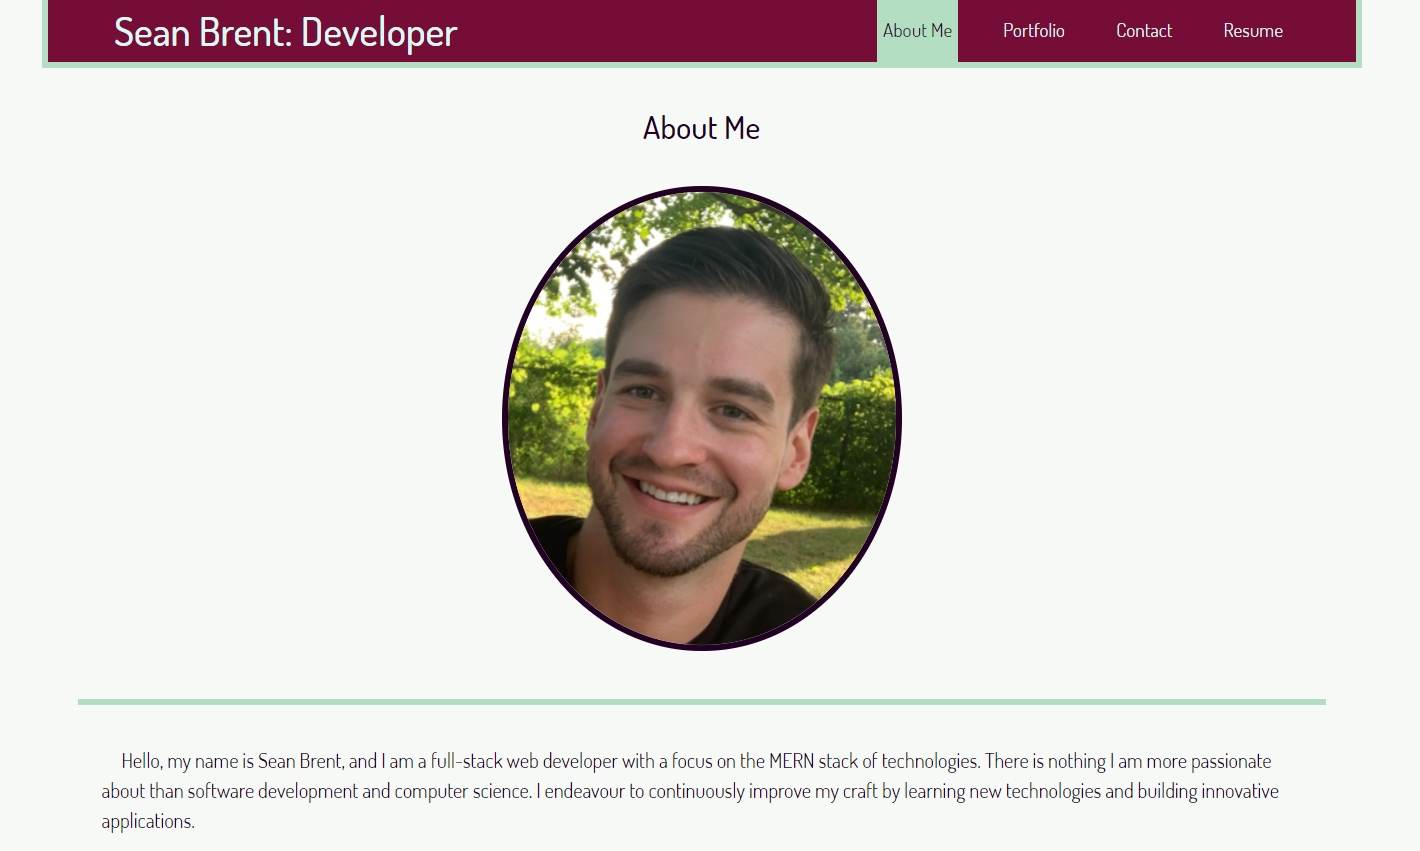 Sean Brent: Developer
About Me Portfolio Contact Resume
About Me
Hello, my name is Sean Brent, and I am a full-stack web developer with a focus on the MERN stack of technologies. There is nothing I am more passionate
about than software development and computer science. I endeavour to continuously improve my craft by learning new technologies and building innovative
applications.